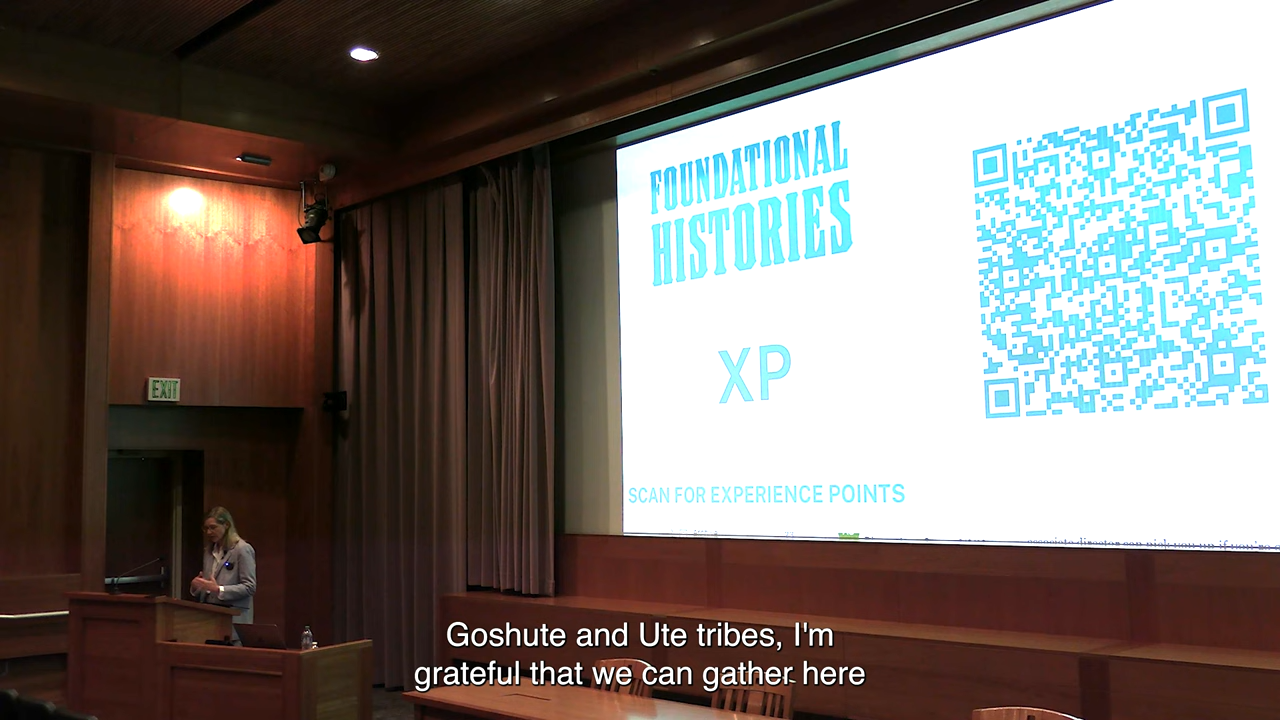 FOUNDATIONAL
HISTORIES
XP
SCAN FOR EXPERIENCE POINTS
EXIT
Goshute and Ute tribes, I'm
grateful that we can gather here